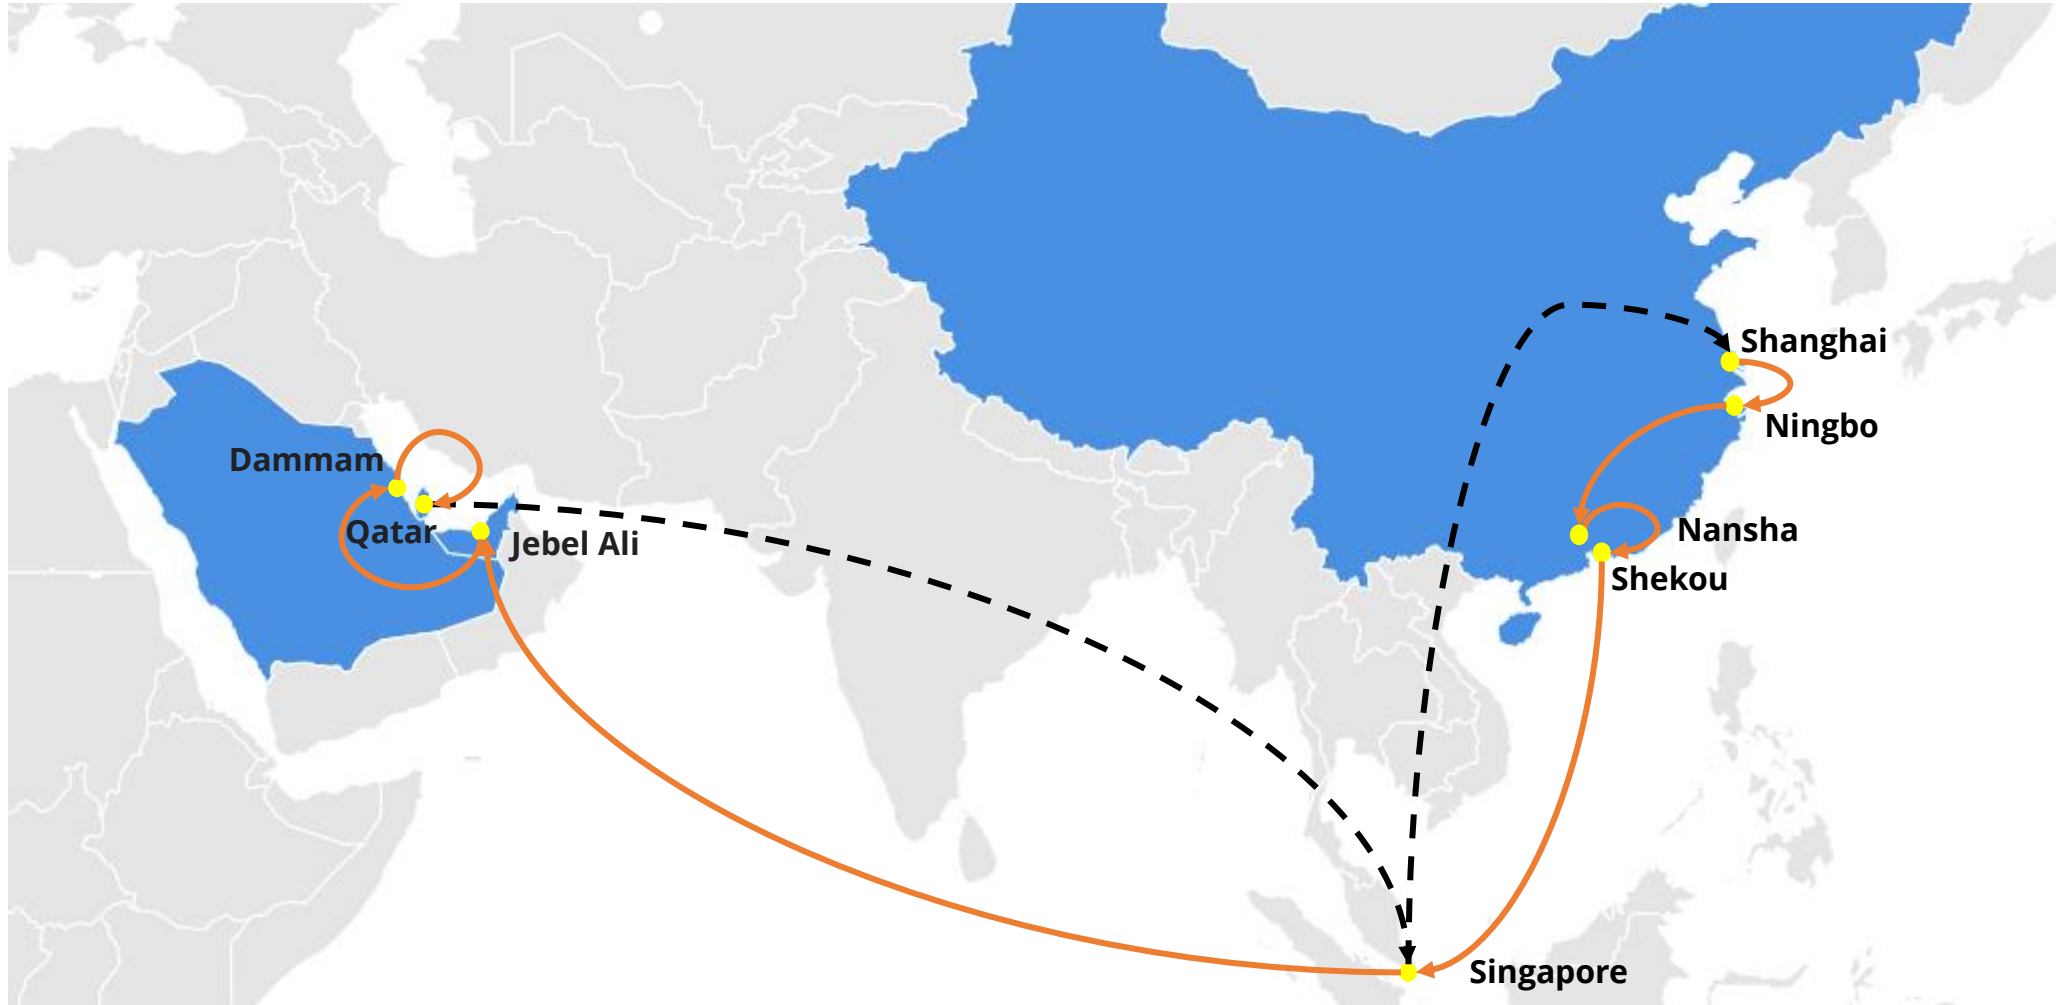 Shanghai
Ningbo
Dammam
Qatar
Jebel Ali
Nansha
Shekou
Singapore